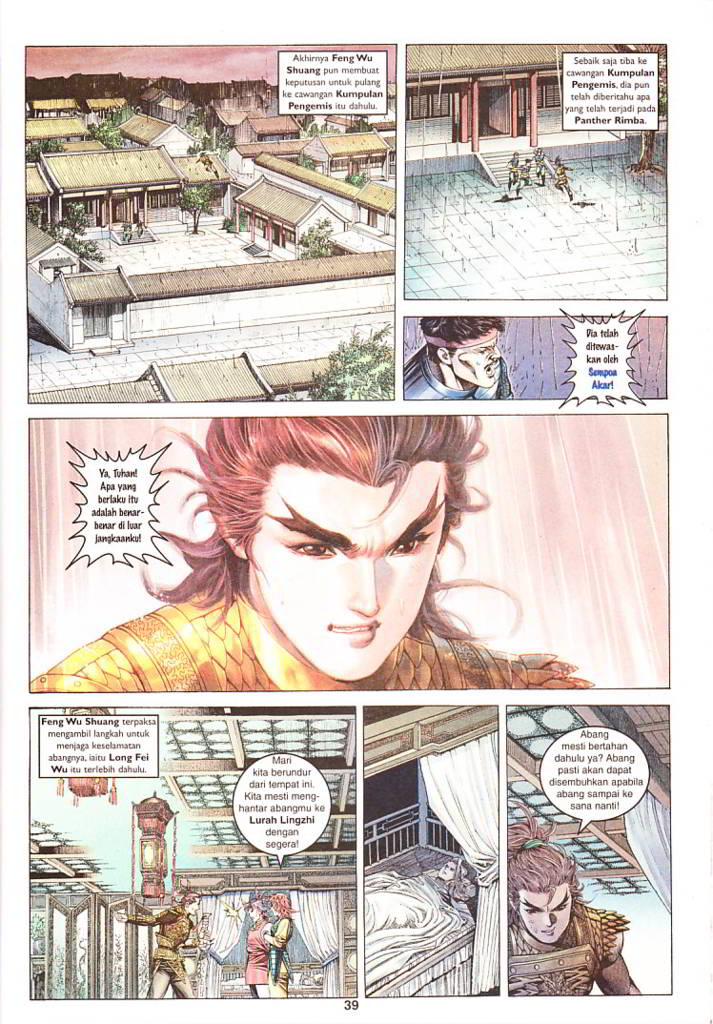 Akhirnya Feng Wu
Shuang pun membuat
keputusan untuk pulang
ke cawangan Kumpulan
Pengemis itu dahulu.
Sebaik saja tiba ke
cawangan Kumpulan
Pengemis, dia pun
telah diberitahu apa
yang telah terjadi pada
Panther Rimba.
Dia telah
ditewas-
kan oleh
Sempoa
Akar!
Ya, Tuhan!
Apa yang
berlaku itu
adalah benar-
benar di luar
jangkaanku!
Feng Wu Shuang terpaksa
mengambil langkah untuk
menjaga keselamatan
abangnya, iaitu Long Fei
Wu itu terlebih dahulu.
Mari
kita berundur
dari tempat ini.
Kita mesti meng-
hantar abangmu ke
Lurah Lingzhi
dengan
segera!
Abang
mesti bertahan
dahulu ya? Abang
pasti akan dapat
disembuhkan apabila
abang sampai ke
sana nanti!
39